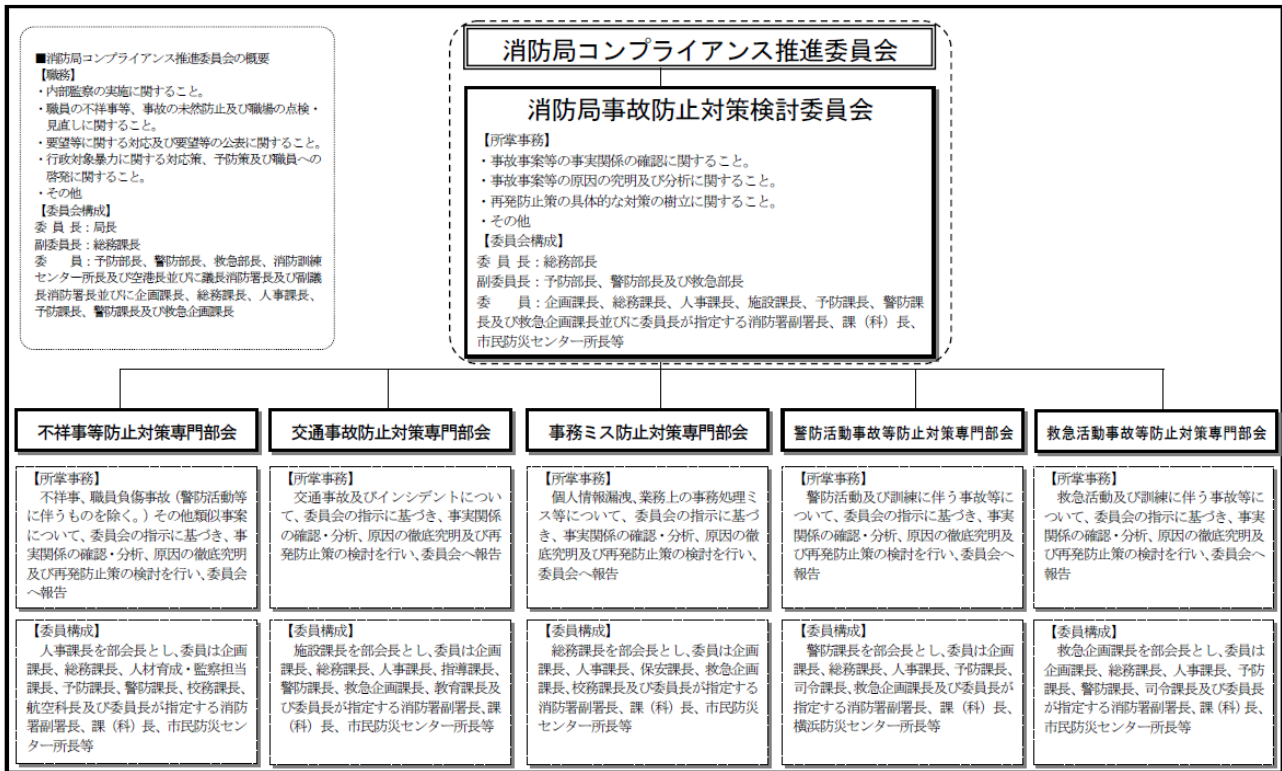 ■消防局コンプライアンス推進委員会の概要
【職務】
・内部監察の実施に関すること。
・職員の不祥事等、事故の未然防止及び職場の点検・
見直しに関すること。
・要望等に関する対応及び要望等の公表に関すること。
・行政対象暴力に関する対応策、予防策及び職員への
啓発に関すること。
・その他
【委員会構成】
委 員 長：局長
副委員長：総務課長
委　　員：予防部長、警防部長、救急部長、消防訓練
センター所長及び空港長並びに議長消防署長及び副議
長消防署長並びに企画課長、総務課長、人事課長、
予防課長、警防課長及び救急企画課長
消防局コンプライアンス推進委員会
消防局事故防止対策検討委員会
【所掌事務】
・事故事案等の事実関係の確認に関すること。
・事故事案等の原因の究明及び分析に関すること。
・再発防止策の具体的な対策の樹立に関すること。
・その他
【委員会構成】
委 員 長：総務部長
副委員長：予防部長、警防部長及び救急部長
委　　員：企画課長、総務課長、人事課長、施設課長、予防課長、警防課
長及び救急企画課長並びに委員長が指定する消防署副署長、課（科）長、
市民防災センター所長等
不祥事等防止対策専門部会
【所掌事務】
不祥事、職員負傷事故（警防活動等
に伴うものを除く。）その他類似事案
について、委員会の指示に基づき、事
実関係の確認・分析、原因の徹底究明
及び再発防止策の検討を行い、委員会
へ報告
【委員構成】
人事課長を部会長とし、委員は企画
課長、総務課長、人材育成・監察担当
課長、予防課長、警防課長、校務課長、
航空科長及び委員長が指定する消防
署副署長、課（科）長、市民防災セン
ター所長等
交通事故防止対策専門部会
【所掌事務】
交通事故及びインシデントについ
て、委員会の指示に基づき、事実関係
の確認・分析、原因の徹底究明及び再
発防止策の検討を行い、委員会へ報告
【委員構成】
施設課長を部会長とし、委員は企画
課長、総務課長、人事課長、指導課長、
警防課長、救急企画課長、教育課長及
び委員長が指定する消防署副署長、課
（科）長、市民防災センター所長等
事務ミス防止対策専門部会
【所掌事務】
個人情報漏洩、業務上の事務処理ミ
ス等について、委員会の指示に基づ
き、事実関係の確認・分析、原因の徹
底究明及び再発防止策の検討を行い、
委員会へ報告
【委員構成】
総務課長を部会長とし、委員は企画
課長、人事課長、保安課長、救急企画
課長、校務課長及び委員長が指定する
消防署副署長、課（科）長、市民防災
センター所長等
警防活動事故等防止対策専門部会
【所掌事務】
警防活動及び訓練に伴う事故等に
ついて、委員会の指示に基づき、事実
関係の確認・分析、原因の徹底究明及
び再発防止策の検討を行い、委員会へ
報告
【委員構成】
警防課長を部会長とし、委員は企画
課長、総務課長、人事課長、予防課長、
司令課長、救急企画課長及び委員長が
指定する消防署副署長、課（科）長、
横浜防災センター所長等
救急活動事故等防止対策専門部会
【所掌事務】
救急活動及び訓練に伴う事故等に
ついて、委員会の指示に基づき、事実
関係の確認・分析、原因の徹底究明及
び再発防止策の検討を行い、委員会へ
報告
【委員構成】
救急企画課長を部会長とし、委員は
企画課長、総務課長、人事課長、予防
課長、警防課長、司令課長及び委員長
が指定する消防署副署長、課（科）長、
市民防災センター所長等